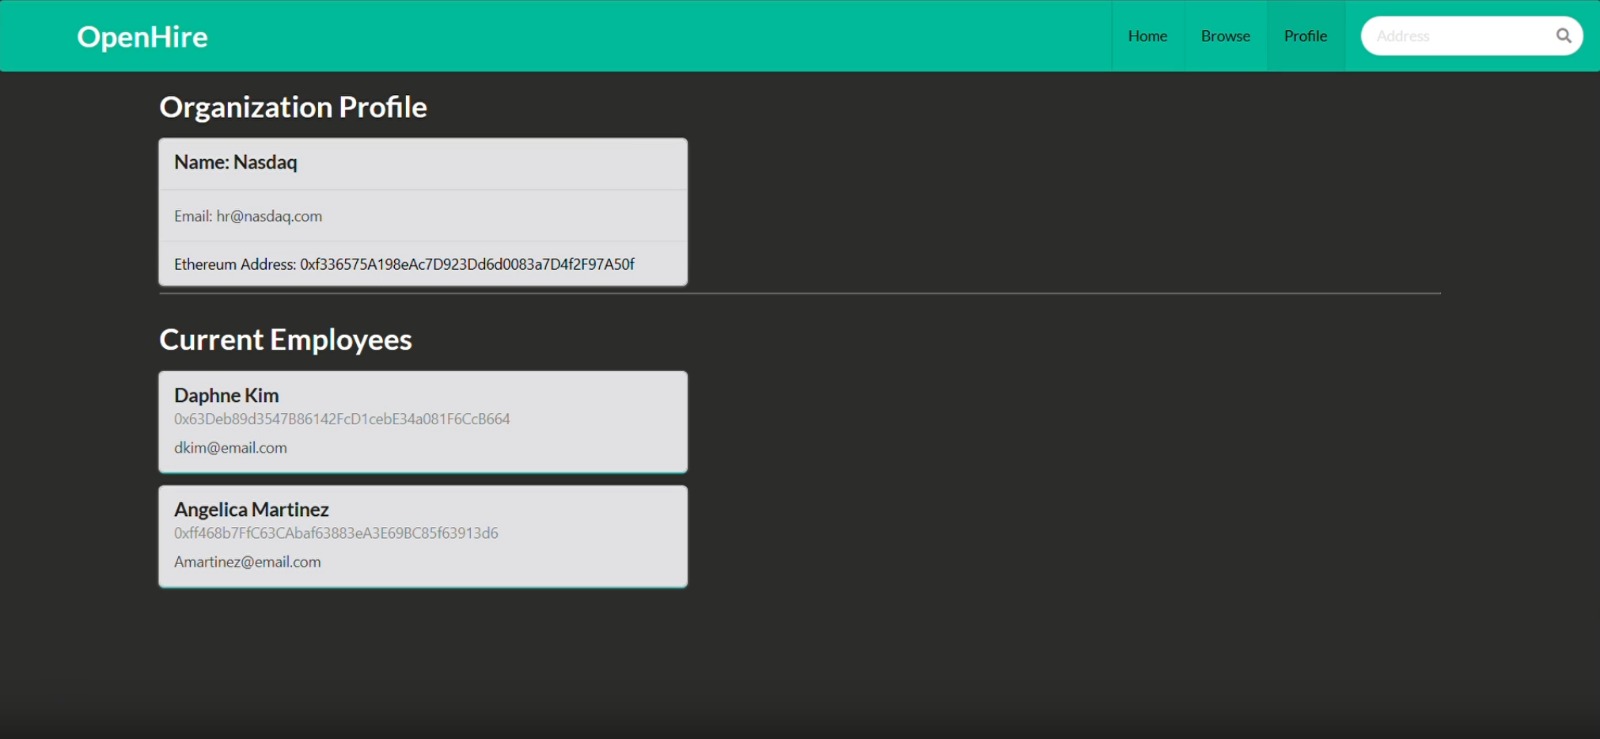 OpenHire
Home
Browse
Profile
Address
Organization Profile
Name: Nasdaq
Email: hr@nasdaq.com
Ethereum Address: 0xf336575A198eAc7D923Dd6d0083a7D4f2F97A50f
Current Employees
Daphne Kim
0x63Deb89d3547B86142FcD1cebE34a081F6CcB664
dkim@email.com
Angelica Martinez
0xff468b7FfC63CAbaf63883eA3E69BC85f63913d6
Amartinez@email.com